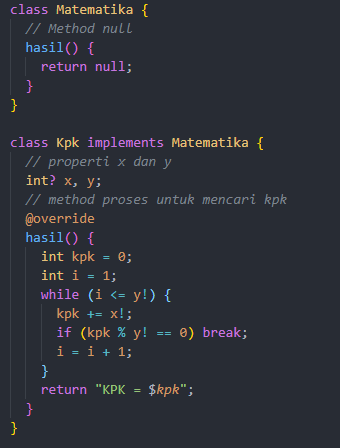 class Matematika {
// Method null
hasil() {
return null;
}
}
class Kpk implements Matematika {
// properti x dan y
int? x, y;
// method proses untuk mencari kpk
@override
hasil() {
int kpk = 0;
int i = 1;
while (i <= y!) {
kpk += x!;
if (kpk % y! == 0) break;
i = i + 1;
}
return "KPK = $kpk";
}
}